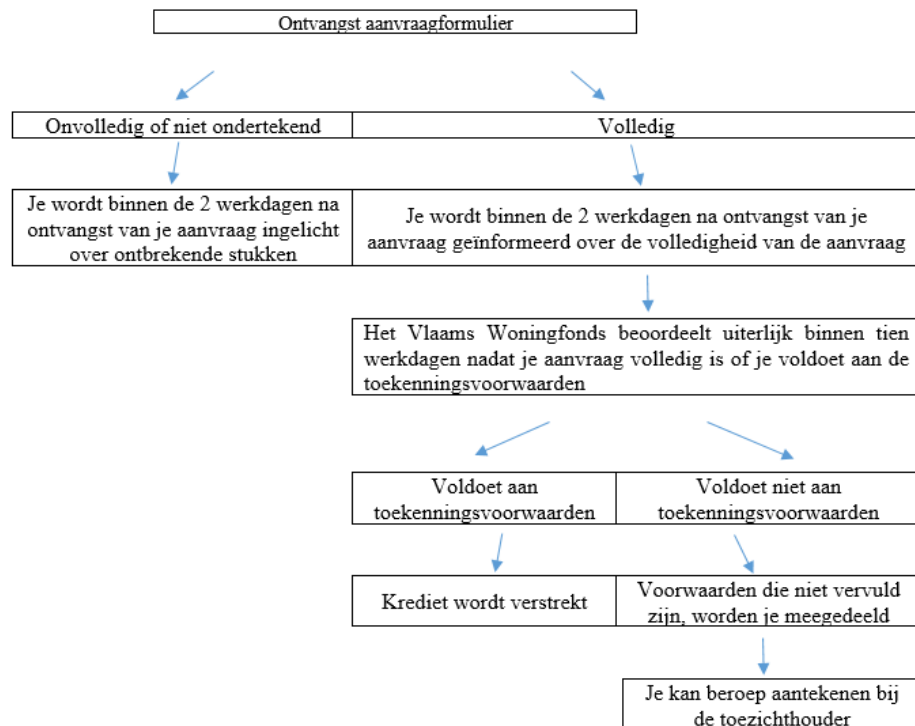 Ontvangst aanvraagformulier
Onvolledig of niet ondertekend
Volledig
Je wordt binnen de 2 werkdagen na
ontvangst van je aanvraag ingelicht
over ontbrekende stukken
Je wordt binnen de 2 werkdagen na ontvangst van je
aanvraag geïnformeerd over de volledigheid van de aanvraag
Het Vlaams Woningfonds beoordeelt uiterlijk binnen tien
werkdagen nadat je aanvraag volledig is of je voldoet aan de
toekenningsvoorwaarden
Voldoet aan
toekenningsvoorwaarden
Voldoet niet aan
toekenningsvoorwaarden
Krediet wordt verstrekt
Voorwaarden die niet vervuld
zijn, worden je meegedeeld
Je kan beroep aantekenen bij
de toezichthouder